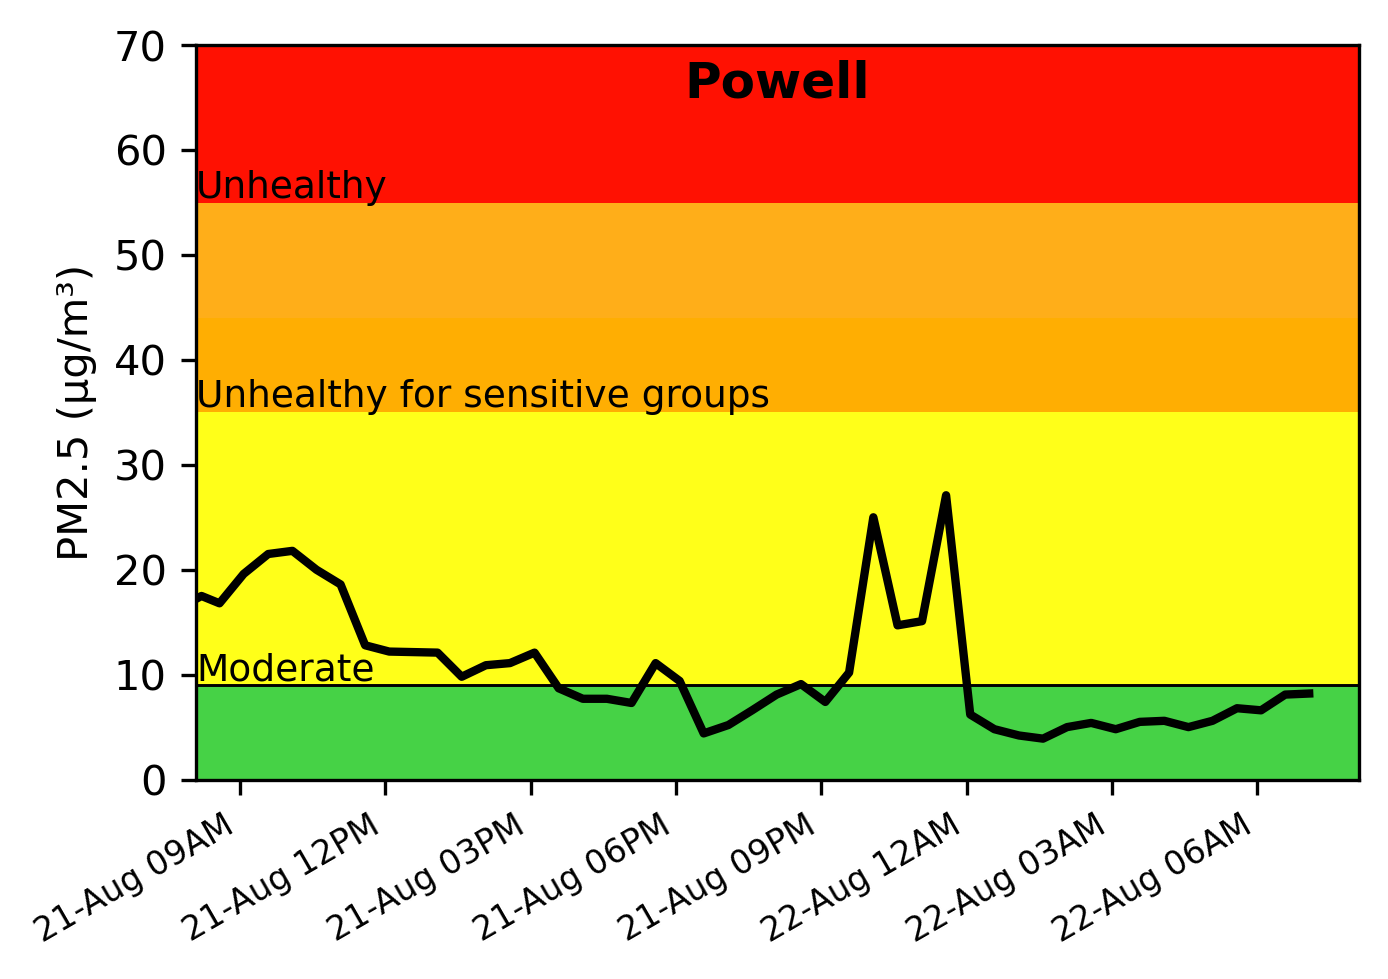 Powell
PM2.5 (µg/m³)
70
60
50
40
30
20
10
0
Unhealthy
Unhealthy for sensitive groups
Moderate
21-Aug 09AM
21-Aug 12PM
21-Aug 03PM
21-Aug 06PM
21-Aug 09PM
22-Aug 12AM
22-Aug 03AM
22-Aug 06AM